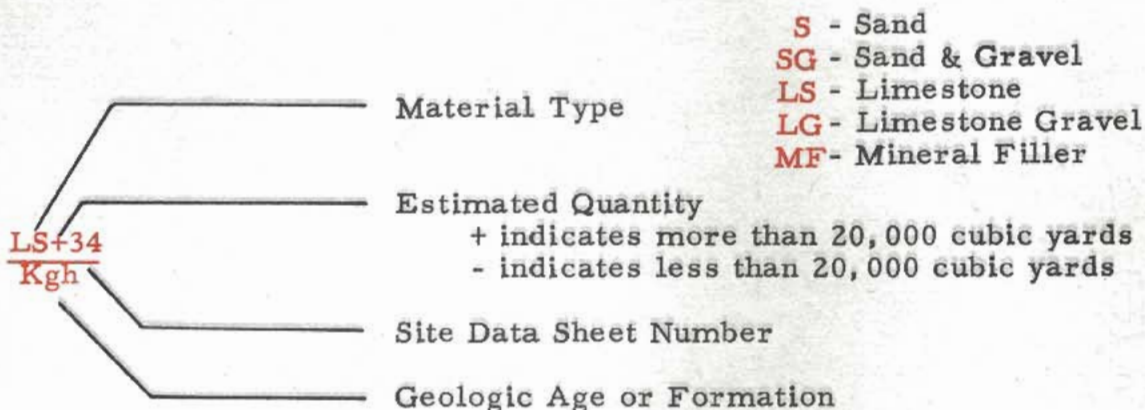 S - Sand
SG - Sand & Gravel
LS - Limestone
LG - Limestone Gravel
MF - Mineral Filler
Material Type
Estimated Quantity
+ indicates more than 20,000 cubic yards
- indicates less than 20,000 cubic yards
LS+34
Kgh
Site Data Sheet Number
Geologic Age or Formation